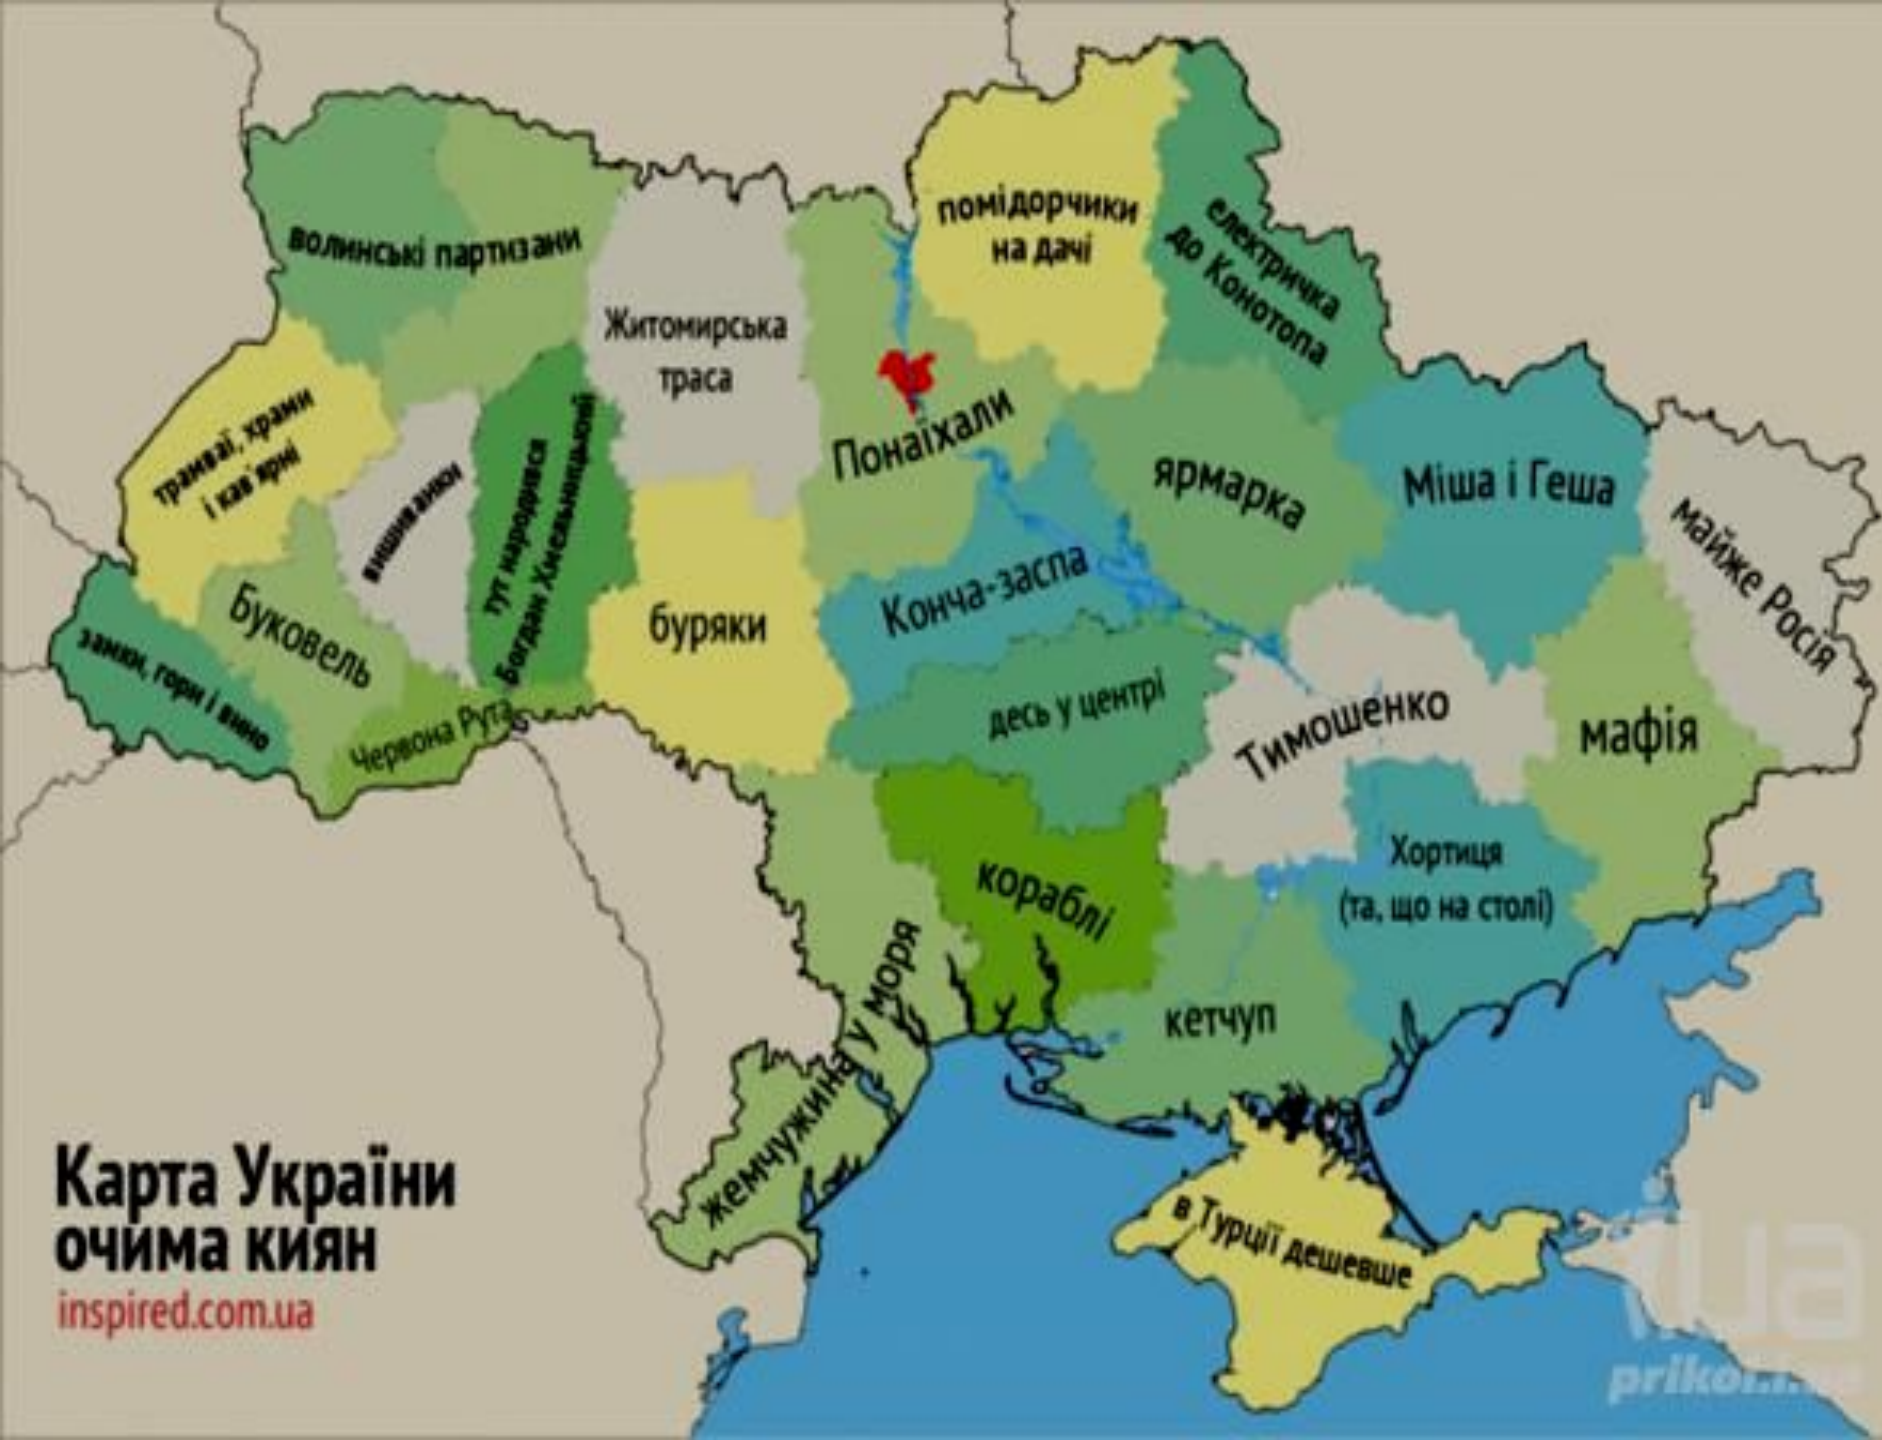 помідорчики
на дачі
електричка
до Конотопа
волинські партизани
Житомирська
траса
Понаїхали
трамваї, храми
і кав'ярні
вишиванки
тут народився
Богдан Хмельницький
ярмарка
Міша і Геша
майже Росія
Конча-заспа
буряки
Буковель
замки, гори і вино
Червона Рута
десь у центрі
Тимошенко
мафія
кораблі
Хортиця
(та, що на столі)
кетчуп
жемчужина у моря
в Турції дешевше
Карта України
очима киян
inspired.com.ua
iua